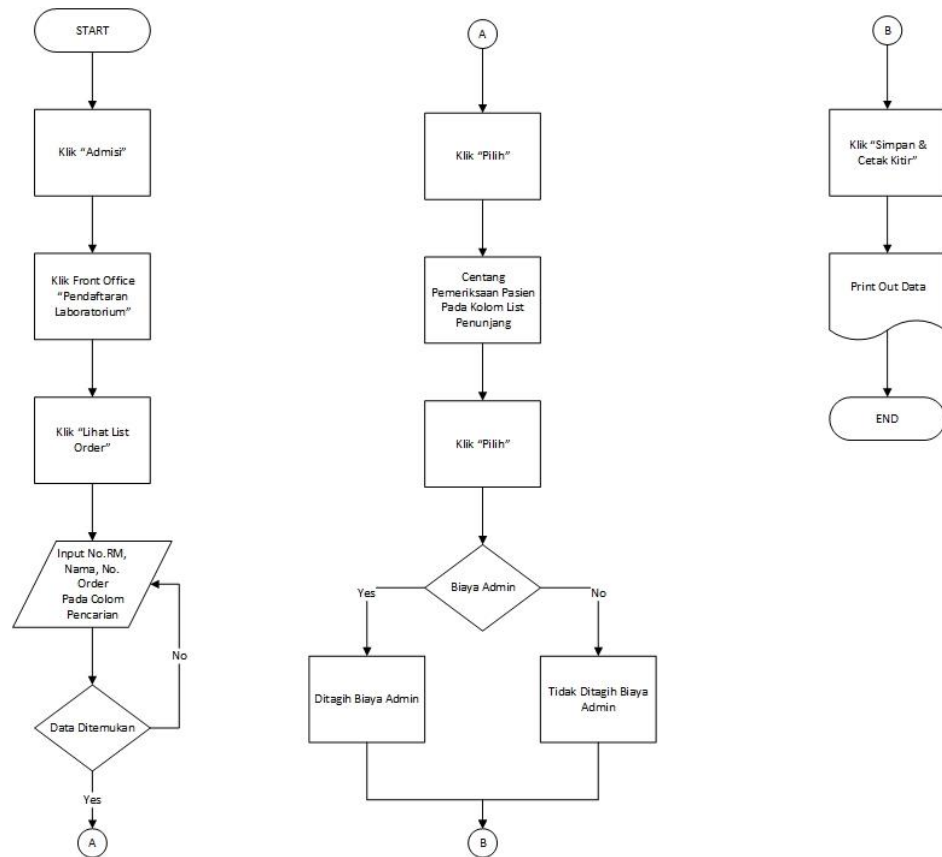 START
Klik “Admisi”
Klik Front Office
“Pendaftaran
Laboratorium”
Klik “Lihat List
Order”
Input No.RM,
Nama, No.
Order
Pada Colom
Pencarian
No
Data Ditemukan
Yes
A
A
Klik “Pilih”
Centang
Pemeriksaan Pasien
Pada Kolom List
Penunjang
Klik “Pilih”
Biaya Admin
Yes
No
Ditagih Biaya Admin
Tidak Ditagih Biaya
Admin
B
B
Klik “Simpan &
Cetak Kitir”
Print Out Data
END